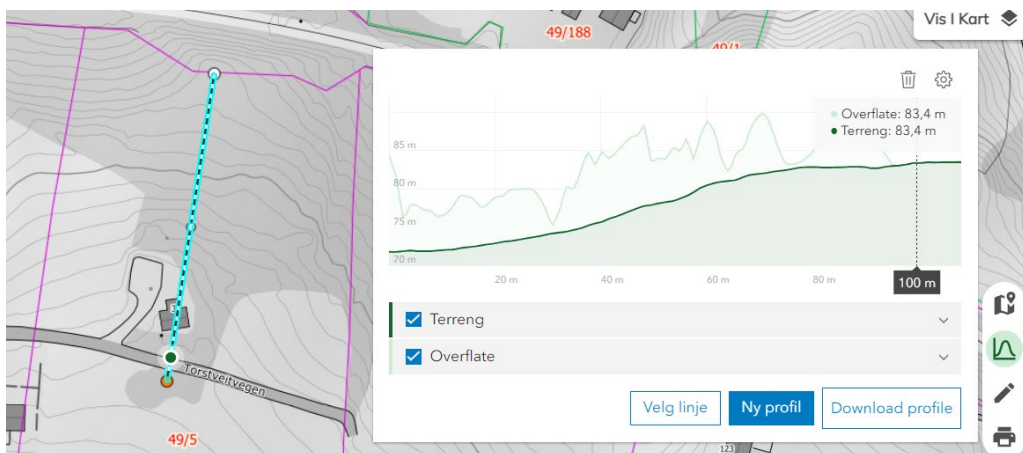 Vis I Kart
49/188
49/1
Overflate: 83,4 m
Terreng: 83,4 m
85 m
80 m
75 m
70 m
20 m
40 m
60 m
80 m
100 m
Terreng
Overflate
Torstveitvegen
Velg linje
Ny profil
Download profile
49/5
123